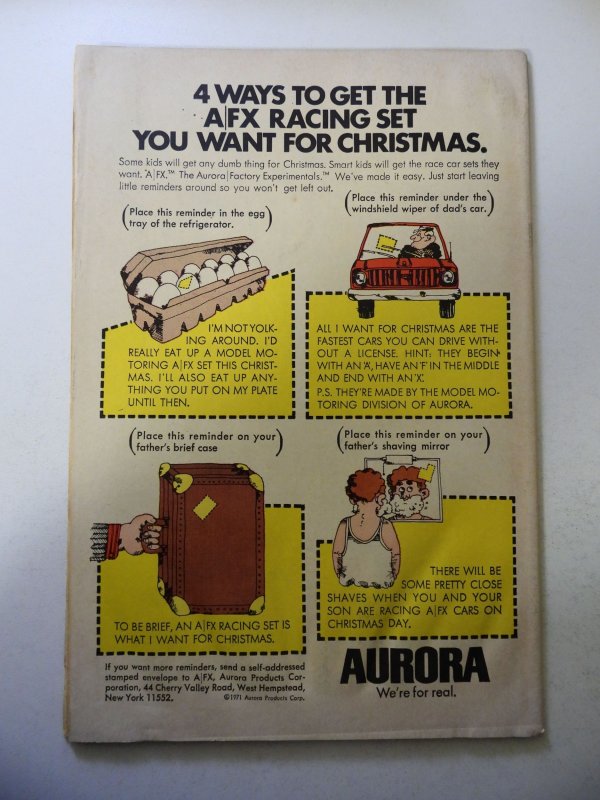 4 WAYS TO GET THE
A|FX RACING SET
YOU WANT FOR CHRISTMAS.
Some kids will get any dumb thing for Christmas. Smart kids will get the race car sets they
want. "A|FX.™ The Aurora|Factory Experimentals.™ We've made it easy. Just start leaving
little reminders around so you won't get left out.
(Place this reminder in the egg
tray of the refrigerator.)
(Place this reminder under the
windshield wiper of dad's car.)
I'M NOT YOLK-
ING AROUND. I'D
REALLY EAT UP A MODEL MO-
TORING A|FX SET THIS CHRIST-
MAS. I'LL ALSO EAT UP ANY-
THING YOU PUT ON MY PLATE
UNTIL THEN.
ALL I WANT FOR CHRISTMAS ARE THE
FASTEST CARS YOU CAN DRIVE WITH-
OUT A LICENSE. HINT: THEY BEGIN
WITH AN 'A', HAVE AN 'F' IN THE MIDDLE
AND END WITH AN 'X'.
P.S. THEY'RE MADE BY THE MODEL MO-
TORING DIVISION OF AURORA.
(Place this reminder on your
father's brief case)
(Place this reminder on your
father's shaving mirror)
TO BE BRIEF, AN A|FX RACING SET IS
WHAT I WANT FOR CHRISTMAS.
THERE WILL BE
SOME PRETTY CLOSE
SHAVES WHEN YOU AND YOUR
SON ARE RACING A|FX CARS ON
CHRISTMAS DAY.
If you want more reminders, send a self-addressed
stamped envelope to A|FX, Aurora Products Cor-
poration, 44 Cherry Valley Road, West Hempstead,
New York 11552. ©1971 Aurora Products Corp.
AURORA
We're for real.